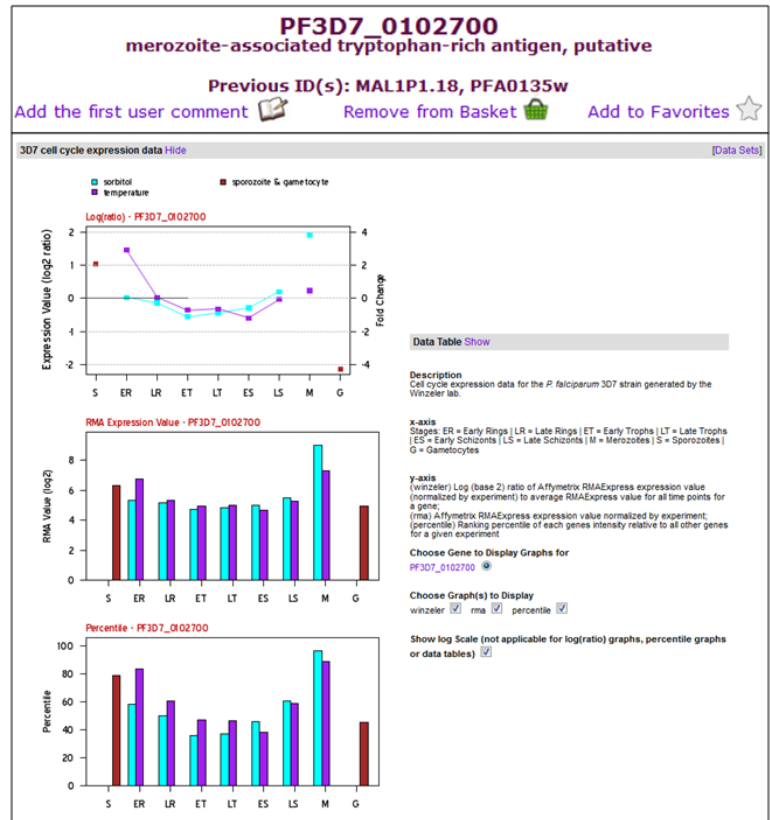 PF3D7_0102700
merozoite-associated tryptophan-rich antigen, putative
Previous ID(s): MAL1P1.18, PFA0135w
Add the first user comment Remove from Basket Add to Favorites
3D7 cell cycle expression data Hide [Data Sets]
sorbitol sporozoite & gametocyte
temperature
Log(ratio) - PF3D7_0102700
Expression Value (log2 ratio)
2 4
1 2
0 0
-1 -2
-2 -4
Fold Change
S ER LR ET LT ES LS M G
RMA Expression Value - PF3D7_0102700
RMA Value (log2)
8
6
4
2
0
S ER LR ET LT ES LS M G
Percentile - PF3D7_0102700
Percentile
100
80
60
40
20
0
S ER LR ET LT ES LS M G
Data Table Show
Description
Cell cycle expression data for the P. falciparum 3D7 strain generated by the
Winzeler lab.
x-axis
Stages: ER = Early Rings | LR = Late Rings | ET = Early Trophs | LT = Late Trophs
| ES = Early Schizonts | LS = Late Schizonts | M = Merozoites | S = Sporozoites |
G = Gametocytes
y-axis
(winzeler) Log (base 2) ratio of Affymetrix RMAExpress expression value
(normalized by experiment) to average RMAExpress value for all time points for
a gene;
(rma) Affymetrix RMAExpress expression value normalized by experiment;
(percentile) Ranking percentile of each genes intensity relative to all other genes
for a given experiment
Choose Gene to Display Graphs for
PF3D7_0102700
Choose Graph(s) to Display
winzeler rma percentile
Show log Scale (not applicable for log(ratio) graphs, percentile graphs
or data tables)